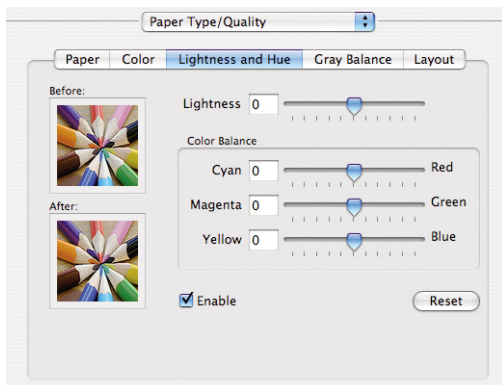 Paper Type/Quality
Paper Color Lightness and Hue Gray Balance Layout
Before:
Lightness 0
Color Balance
Cyan 0 Red
After:
Magenta 0 Green
Yellow 0 Blue
Enable Reset